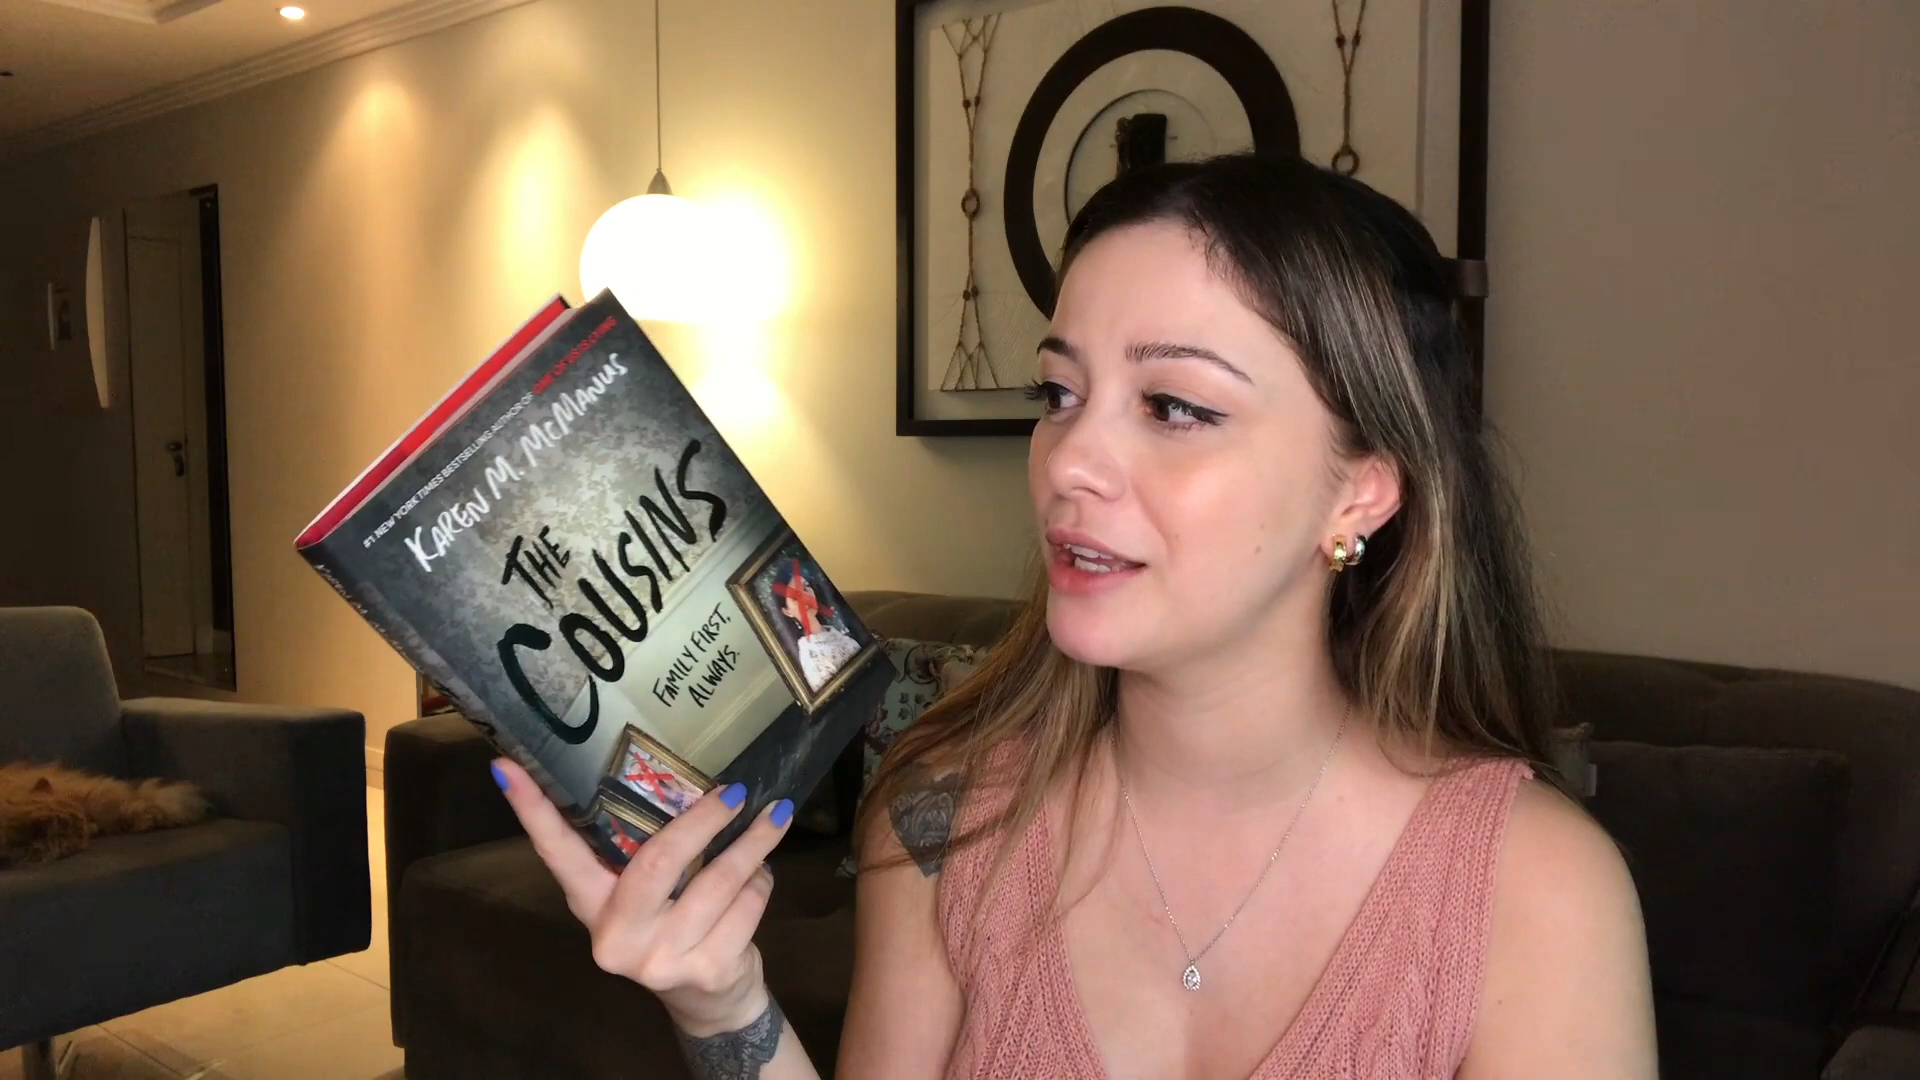 #1 NEW YORK TIMES BESTSELLING AUTHOR OF ONE OF US IS LYING
KAREN M. MCMANUS
THE
COUSINS
FAMILY FIRST,
ALWAYS.